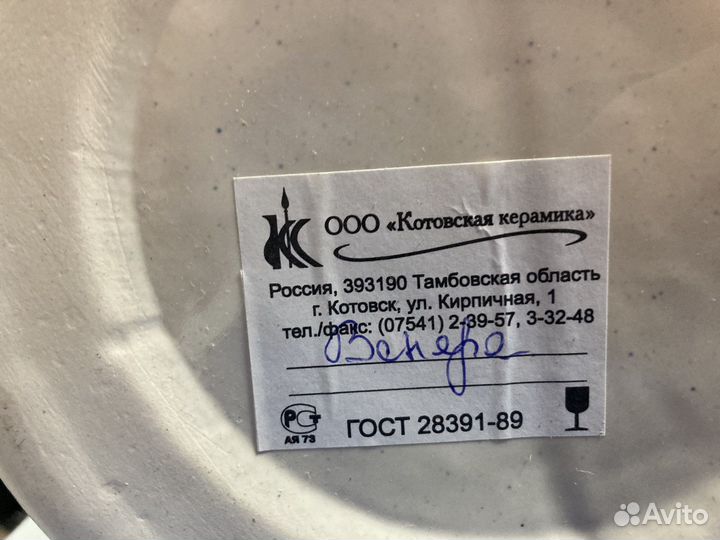 ООО «Котовская керамика»
Россия, 393190 Тамбовская область
г. Котовск, ул. Кирпичная, 1
тел./факс: (07541) 2-39-57, 3-32-48
Венера
РСТ
АЯ 73
ГОСТ 28391-89
Avito